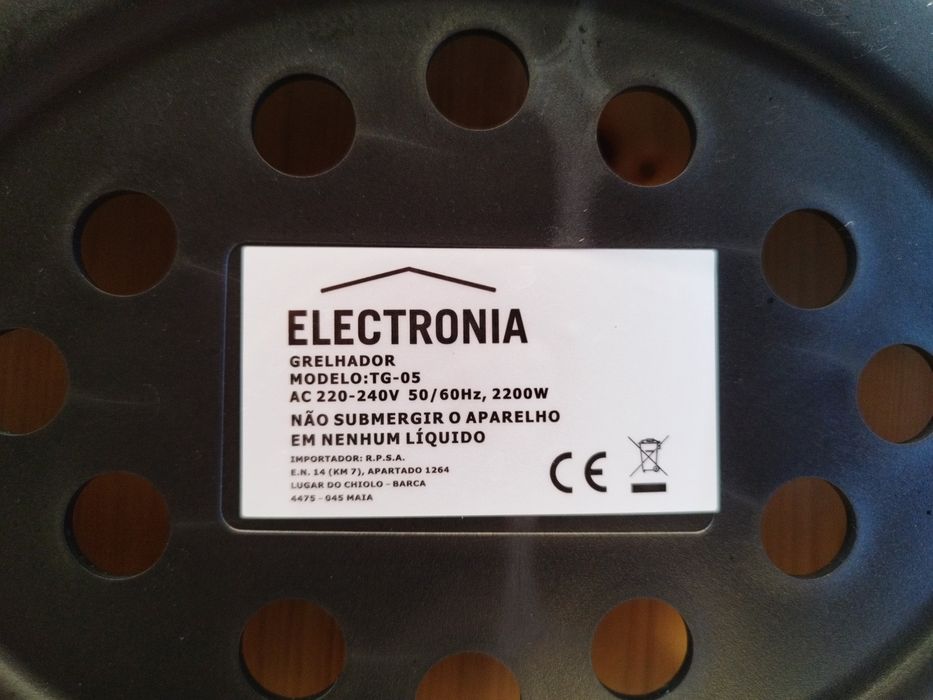 ELECTRONIA
GRELHADOR
MODELO:TG-05
AC 220-240V 50/60Hz, 2200W
NÃO SUBMERGIR O APARELHO
EM NENHUM LÍQUIDO
IMPORTADOR: R.P.S.A.
E.N. 14 (KM 7), APARTADO 1264
LUGAR DO CHIOLO - BARCA
4475 - 045 MAIA
CE